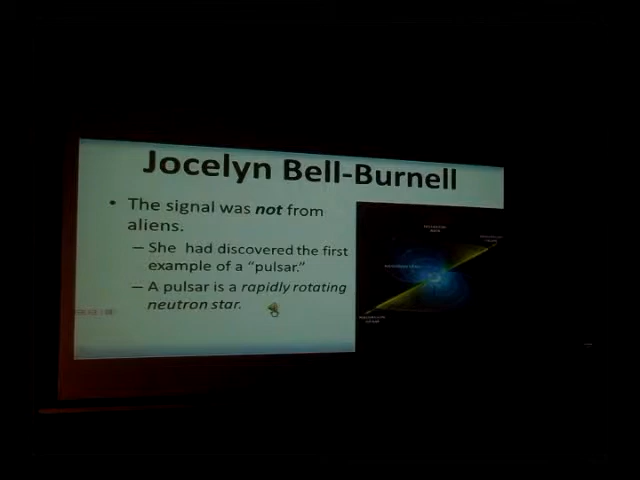 Jocelyn Bell-Burnell
• The signal was not from
aliens.
– She had discovered the first
example of a “pulsar.”
– A pulsar is a rapidly rotating
neutron star.